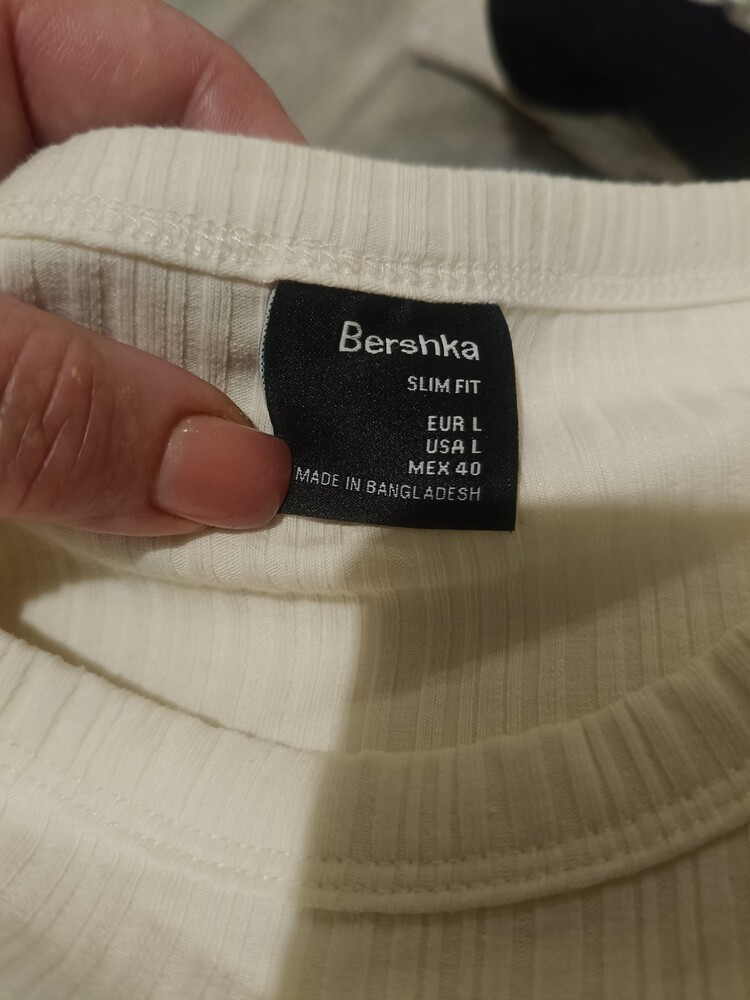 Bershka
SLIM FIT
EUR L
USA L
MEX 40
MADE IN BANGLADESH